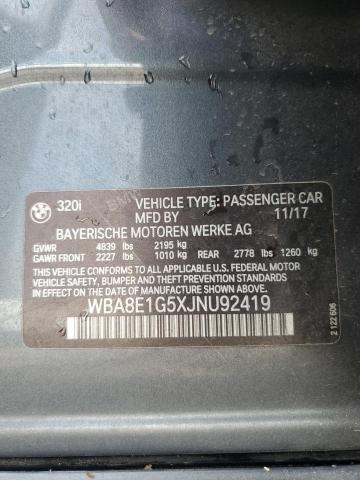 320i VEHICLE TYPE: PASSENGER CAR
MFD BY 11/17
BAYERISCHE MOTOREN WERKE AG
GVWR 4839 lbs 2195 kg
GAWR FRONT 2227 lbs 1010 kg REAR 2778 lbs 1260 kg
THIS VEHICLE CONFORMS TO ALL APPLICABLE U.S. FEDERAL MOTOR
VEHICLE SAFETY, BUMPER, AND THEFT PREVENTION STANDARDS
IN EFFECT ON THE DATE OF MANUFACTURE SHOWN ABOVE.
WBA8E1G5XJNU92419
2 122 606